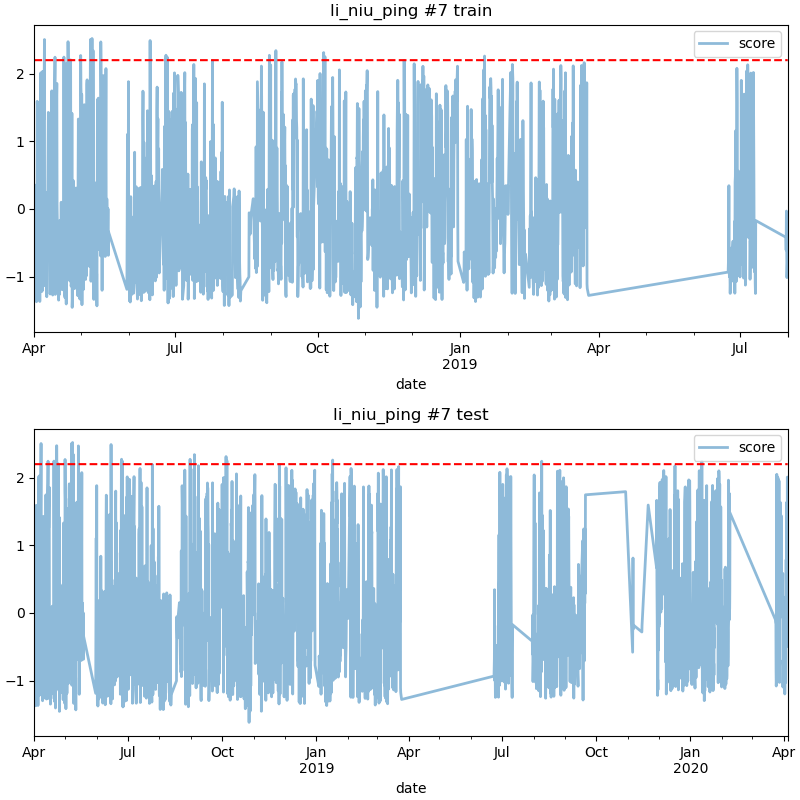 li_niu_ping #7 train
score
2
1
0
−1
Apr Jul Oct Jan Apr Jul
2019
date
li_niu_ping #7 test
score
2
1
0
−1
Apr Jul Oct Jan Apr Jul Oct Jan Apr
2019 2020
date